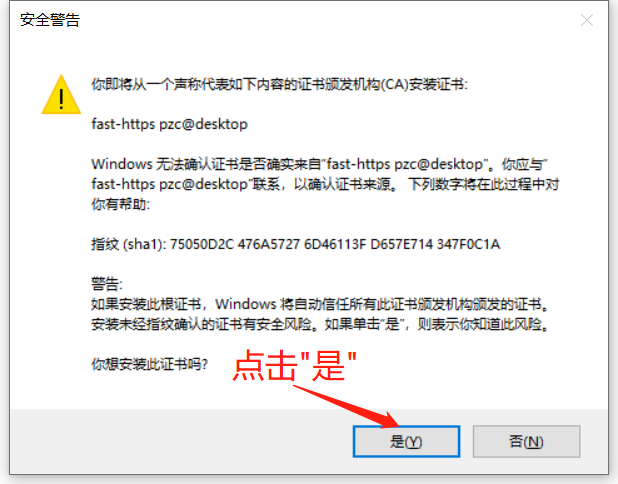 安全警告
你即将从一个声称代表如下内容的证书颁发机构(CA)安装证书:
fast-https pzc@desktop
Windows 无法确认证书是否确实来自"fast-https pzc@desktop"。你应与"
fast-https pzc@desktop"联系，以确认证书来源。 下列数字将在此过程中对
你有帮助:
指纹 (sha1): 75050D2C 476A5727 6D46113F D657E714 347F0C1A
警告:
如果安装此根证书，Windows 将自动信任所有此证书颁发机构颁发的证书。
安装未经指纹确认的证书有安全风险。如果单击"是"，则表示你知道此风险。
你想安装此证书吗?
点击"是"
是(Y)
否(N)